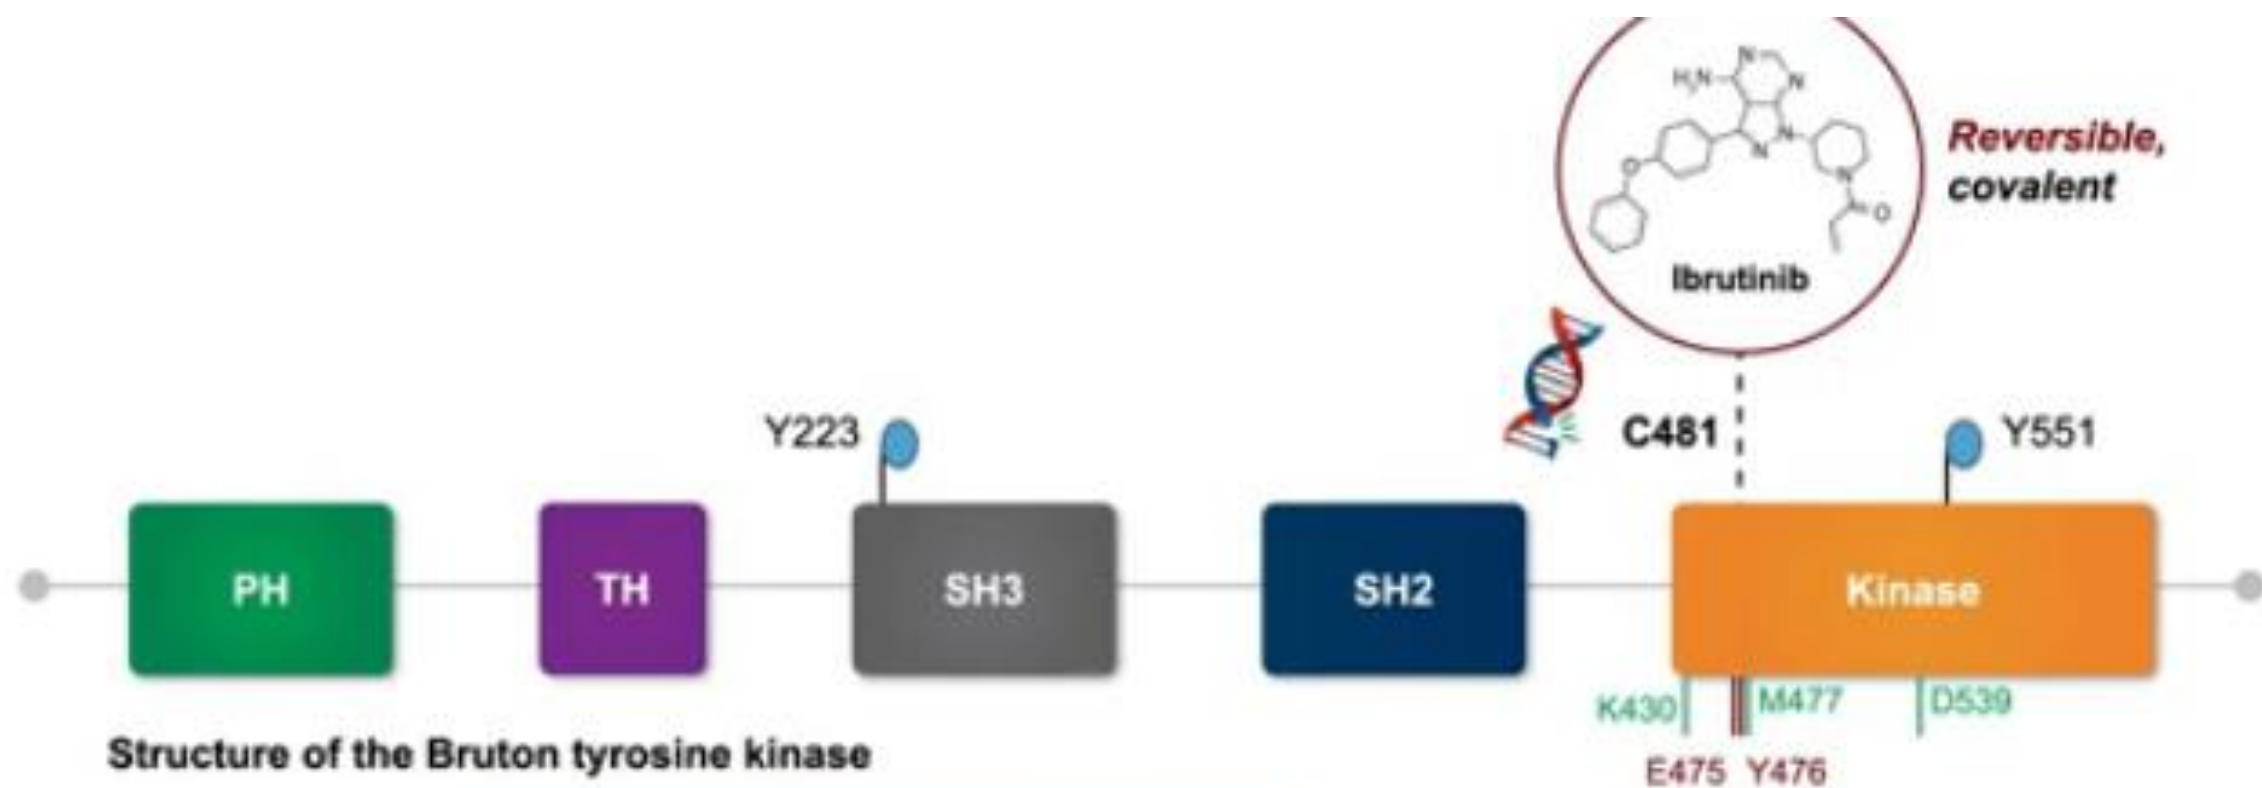 N
H₂N
N
N
N
O
N
O
Ibrutinib
Reversible,
covalent
Y223
C481
Y551
PH
TH
SH3
SH2
Kinase
K430
M477
D539
E475 Y476
Structure of the Bruton tyrosine kinase